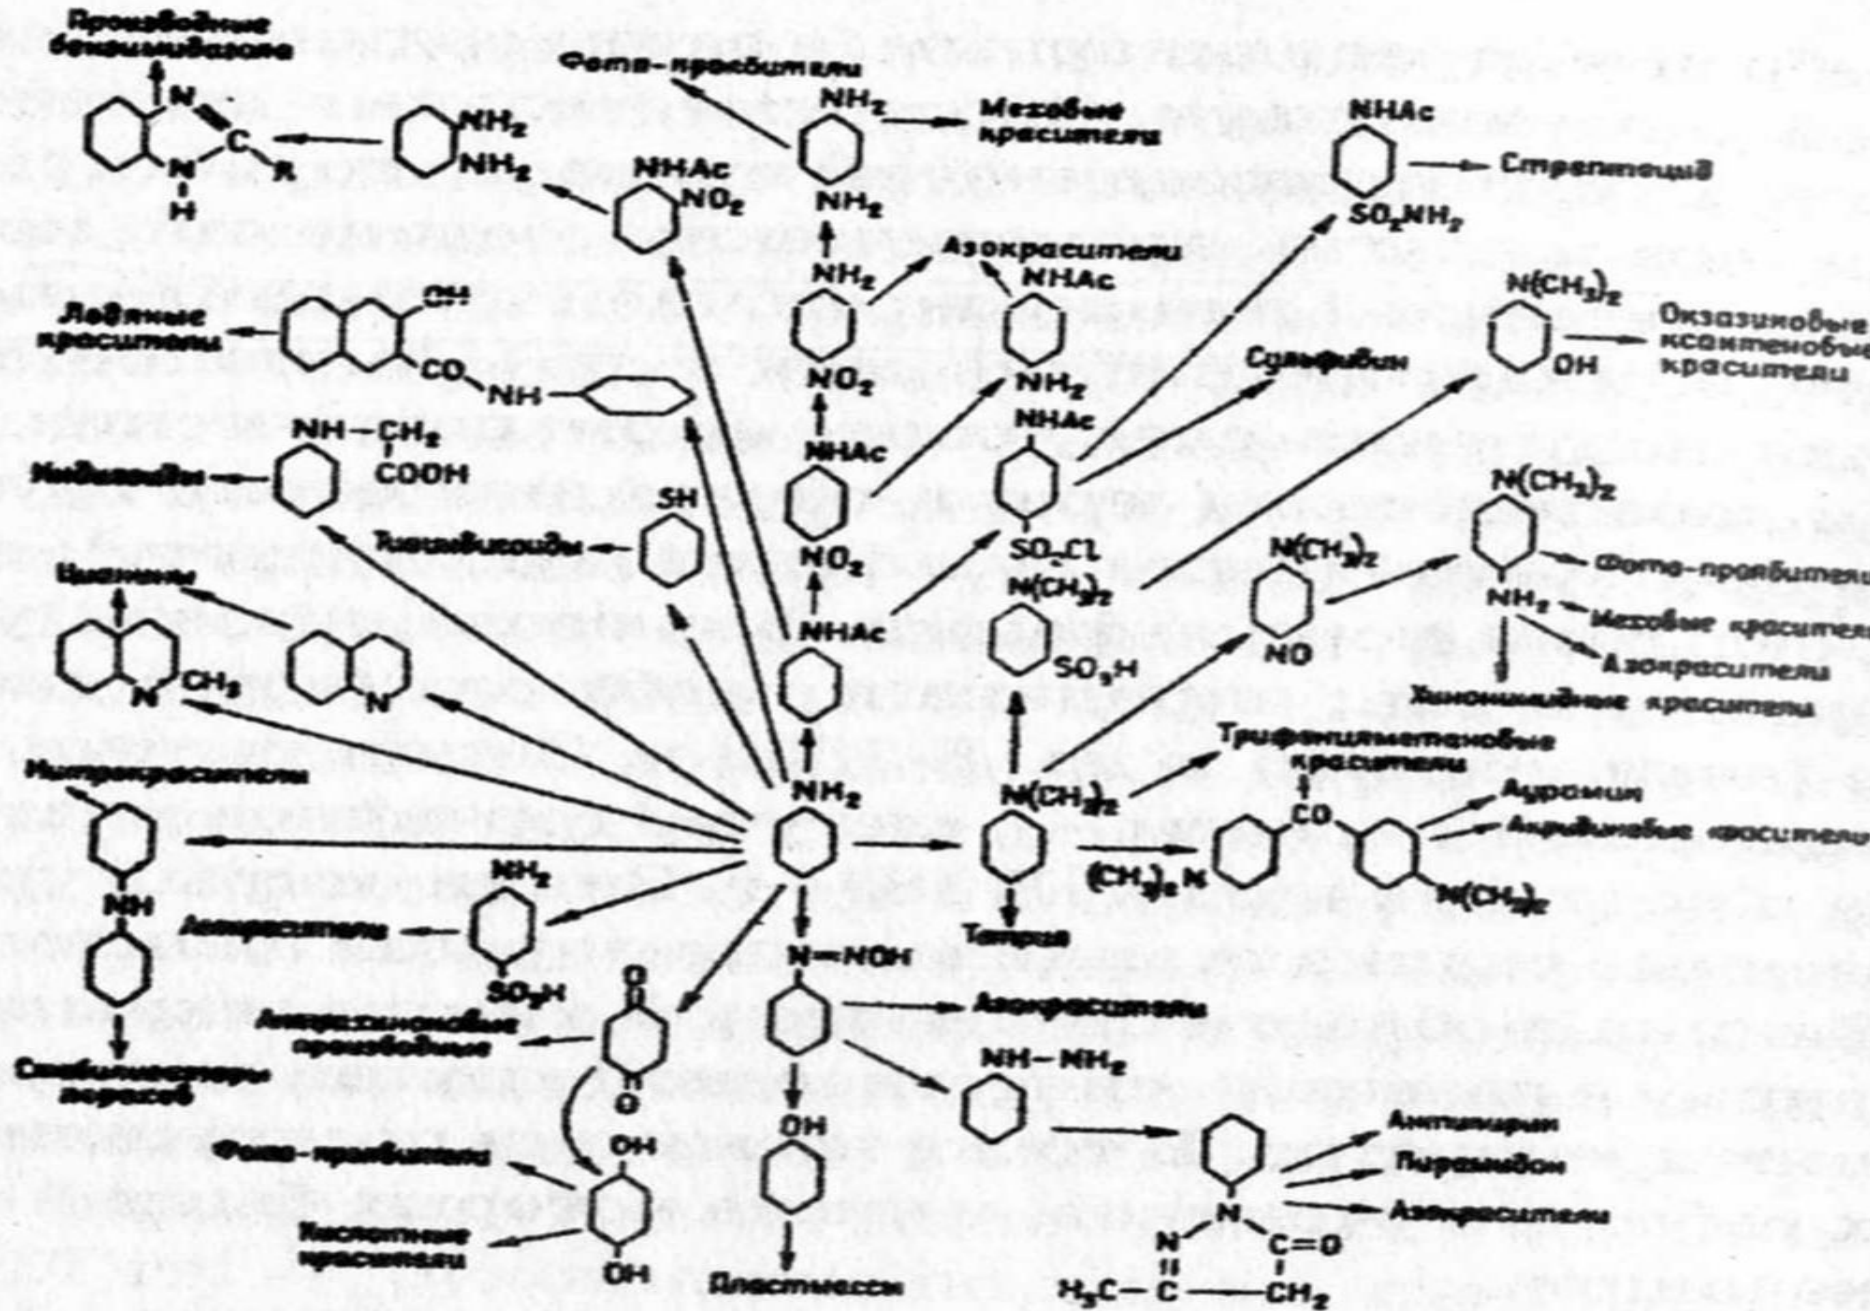 Производные
бензимидазола
N
C
R
N
H
NH₂
NH₂
Фото-проявители
NH₂
NH₂
Меховые
красители
NHAc
NO₂
NHAc
SO₂NH₂
Стрептоцид
Азокрасители
NH₂
NO₂
NHAc
NH₂
Ледяные
красители
OH
CO
NH
N(CH₃)₂
OH
Оксазиновые
ксантеновые
красители
Сульфидин
NHAc
NO₂
NHAc
SO₂Cl
NH–CH₂
COOH
Индигоиды
SH
Тиоиндигоиды
N(CH₃)₂
NH₂
Фото-проявители
Меховые красители
Азокрасители
Хинонимидные красители
N(CH₃)₂
NO
Цианины
N
CH₃
N
NHAc
N(CH₃)₂
SO₃H
Нитрокрасители
NH
NH₂
N(CH₃)₂
Трифенилметановые
красители
CO
(CH₃)₂N
N(CH₃)₂
Аурамин
Акридиновые красители
Тетрил
NH₂
SO₃H
Азокрасители
N=NOH
Азокрасители
Стабилизаторы
порохов
Антрахиноновые
производные
O
O
NH–NH₂
OH
OH
OH
Фото-проявители
Кислотные
красители
Пластмассы
Антипирин
Пирамидон
Азокрасители
N
N
C=O
H₃C–C
CH₂